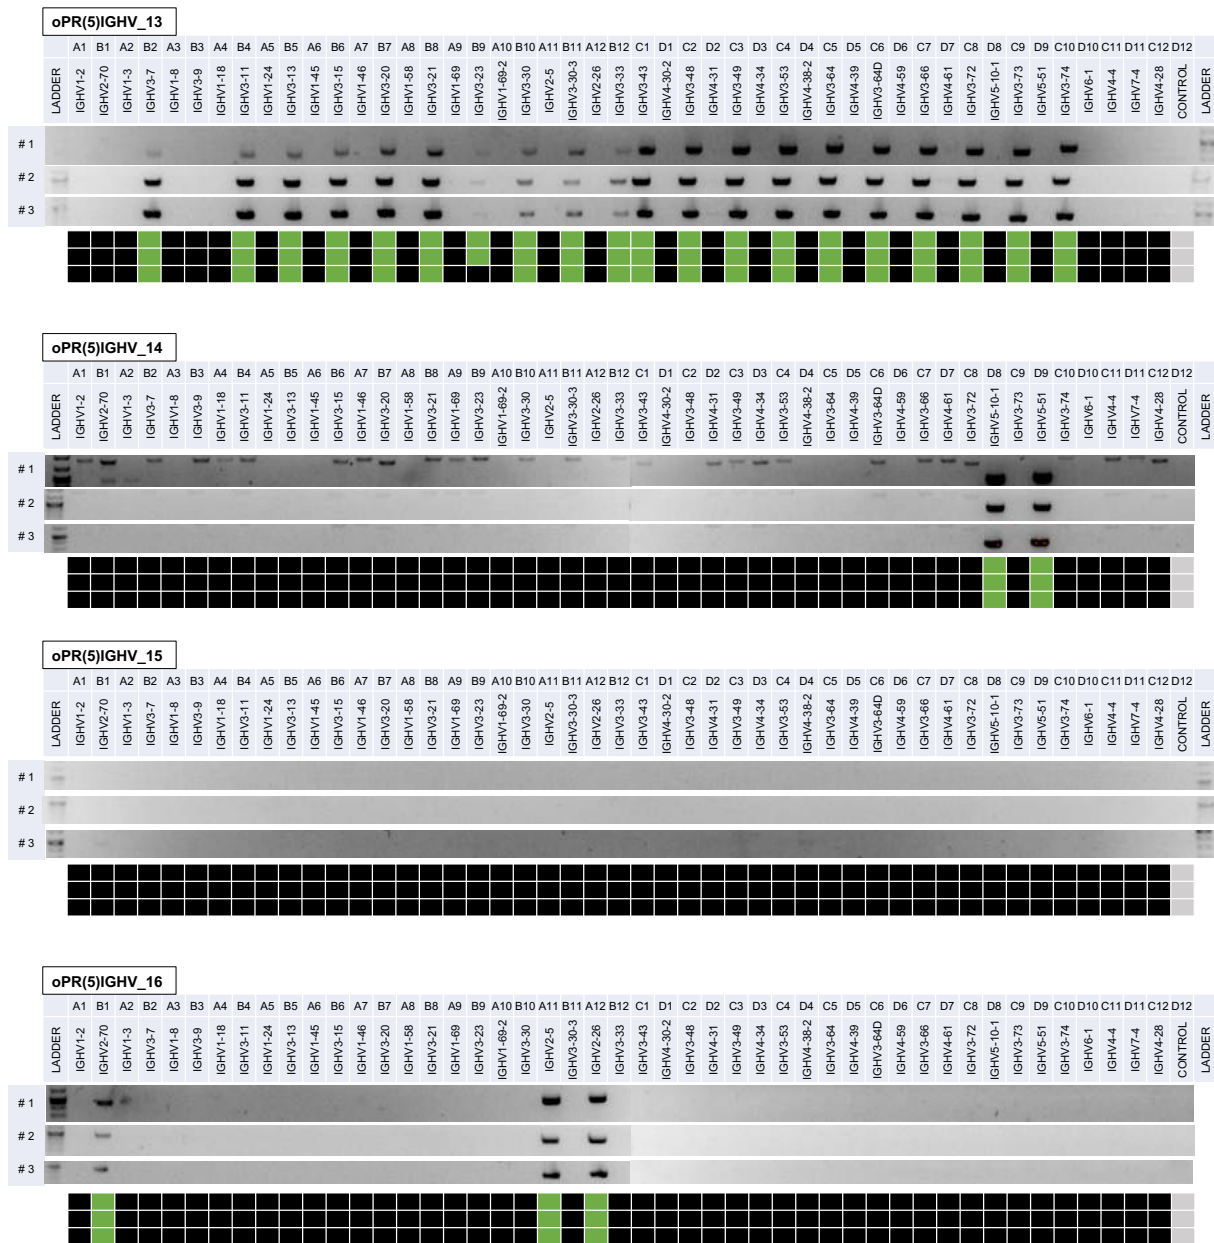 oPR(5)IGHV_13
A1 B1 A2 B2 A3 B3 A4 B4 A5 B5 A6 B6 A7 B7 A8 B8 A9 B9 A10 B10 A11 B11 A12 B12 C1 D1 C2 D2 C3 D3 C4 D4 C5 D5 C6 D6 C7 D7 C8 D8 C9 D9 C10 D10 C11 D11 C12 D12
LADDER IGHV1-2 IGHV2-70 IGHV1-3 IGHV3-7 IGHV1-8 IGHV3-9 IGHV1-18 IGHV3-11 IGHV1-24 IGHV3-13 IGHV1-45 IGHV3-15 IGHV1-46 IGHV3-20 IGHV1-58 IGHV3-21 IGHV1-69 IGHV3-23 IGHV1-69-2 IGHV3-30 IGHV2-5 IGHV3-30-3 IGHV2-26 IGHV3-33 IGHV3-43 IGHV4-30-2 IGHV3-48 IGHV4-31 IGHV3-49 IGHV4-34 IGHV3-53 IGHV4-38-2 IGHV3-64 IGHV4-39 IGHV3-64D IGHV4-59 IGHV3-66 IGHV4-61 IGHV3-72 IGHV5-10-1 IGHV3-73 IGHV5-51 IGHV3-74 IGHV6-1 IGHV4-4 IGHV7-4 IGHV4-28 CONTROL LADDER
# 1
# 2
# 3
oPR(5)IGHV_14
A1 B1 A2 B2 A3 B3 A4 B4 A5 B5 A6 B6 A7 B7 A8 B8 A9 B9 A10 B10 A11 B11 A12 B12 C1 D1 C2 D2 C3 D3 C4 D4 C5 D5 C6 D6 C7 D7 C8 D8 C9 D9 C10 D10 C11 D11 C12 D12
LADDER IGHV1-2 IGHV2-70 IGHV1-3 IGHV3-7 IGHV1-8 IGHV3-9 IGHV1-18 IGHV3-11 IGHV1-24 IGHV3-13 IGHV1-45 IGHV3-15 IGHV1-46 IGHV3-20 IGHV1-58 IGHV3-21 IGHV1-69 IGHV3-23 IGHV1-69-2 IGHV3-30 IGHV2-5 IGHV3-30-3 IGHV2-26 IGHV3-33 IGHV3-43 IGHV4-30-2 IGHV3-48 IGHV4-31 IGHV3-49 IGHV4-34 IGHV3-53 IGHV4-38-2 IGHV3-64 IGHV4-39 IGHV3-64D IGHV4-59 IGHV3-66 IGHV4-61 IGHV3-72 IGHV5-10-1 IGHV3-73 IGHV5-51 IGHV3-74 IGHV6-1 IGHV4-4 IGHV7-4 IGHV4-28 CONTROL LADDER
# 1
# 2
# 3
oPR(5)IGHV_15
A1 B1 A2 B2 A3 B3 A4 B4 A5 B5 A6 B6 A7 B7 A8 B8 A9 B9 A10 B10 A11 B11 A12 B12 C1 D1 C2 D2 C3 D3 C4 D4 C5 D5 C6 D6 C7 D7 C8 D8 C9 D9 C10 D10 C11 D11 C12 D12
LADDER IGHV1-2 IGHV2-70 IGHV1-3 IGHV3-7 IGHV1-8 IGHV3-9 IGHV1-18 IGHV3-11 IGHV1-24 IGHV3-13 IGHV1-45 IGHV3-15 IGHV1-46 IGHV3-20 IGHV1-58 IGHV3-21 IGHV1-69 IGHV3-23 IGHV1-69-2 IGHV3-30 IGHV2-5 IGHV3-30-3 IGHV2-26 IGHV3-33 IGHV3-43 IGHV4-30-2 IGHV3-48 IGHV4-31 IGHV3-49 IGHV4-34 IGHV3-53 IGHV4-38-2 IGHV3-64 IGHV4-39 IGHV3-64D IGHV4-59 IGHV3-66 IGHV4-61 IGHV3-72 IGHV5-10-1 IGHV3-73 IGHV5-51 IGHV3-74 IGHV6-1 IGHV4-4 IGHV7-4 IGHV4-28 CONTROL LADDER
# 1
# 2
# 3
oPR(5)IGHV_16
A1 B1 A2 B2 A3 B3 A4 B4 A5 B5 A6 B6 A7 B7 A8 B8 A9 B9 A10 B10 A11 B11 A12 B12 C1 D1 C2 D2 C3 D3 C4 D4 C5 D5 C6 D6 C7 D7 C8 D8 C9 D9 C10 D10 C11 D11 C12 D12
LADDER IGHV1-2 IGHV2-70 IGHV1-3 IGHV3-7 IGHV1-8 IGHV3-9 IGHV1-18 IGHV3-11 IGHV1-24 IGHV3-13 IGHV1-45 IGHV3-15 IGHV1-46 IGHV3-20 IGHV1-58 IGHV3-21 IGHV1-69 IGHV3-23 IGHV1-69-2 IGHV3-30 IGHV2-5 IGHV3-30-3 IGHV2-26 IGHV3-33 IGHV3-43 IGHV4-30-2 IGHV3-48 IGHV4-31 IGHV3-49 IGHV4-34 IGHV3-53 IGHV4-38-2 IGHV3-64 IGHV4-39 IGHV3-64D IGHV4-59 IGHV3-66 IGHV4-61 IGHV3-72 IGHV5-10-1 IGHV3-73 IGHV5-51 IGHV3-74 IGHV6-1 IGHV4-4 IGHV7-4 IGHV4-28 CONTROL LADDER
# 1
# 2
# 3